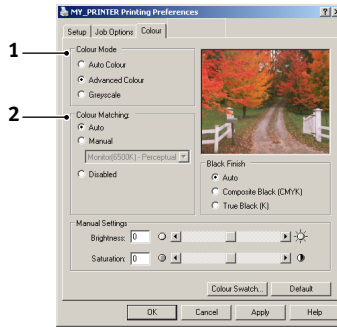 MY_PRINTER Printing Preferences
Setup Job Options Colour
1
Colour Mode
Auto Colour
Advanced Colour
Greyscale
2
Colour Matching:
Auto
Manual
Monitor(6500K) - Perceptual
Disabled
Black Finish
Auto
Composite Black (CMYK)
True Black (K)
Manual Settings
Brightness: 0
Saturation: 0
Colour Swatch... Default
OK Cancel Apply Help